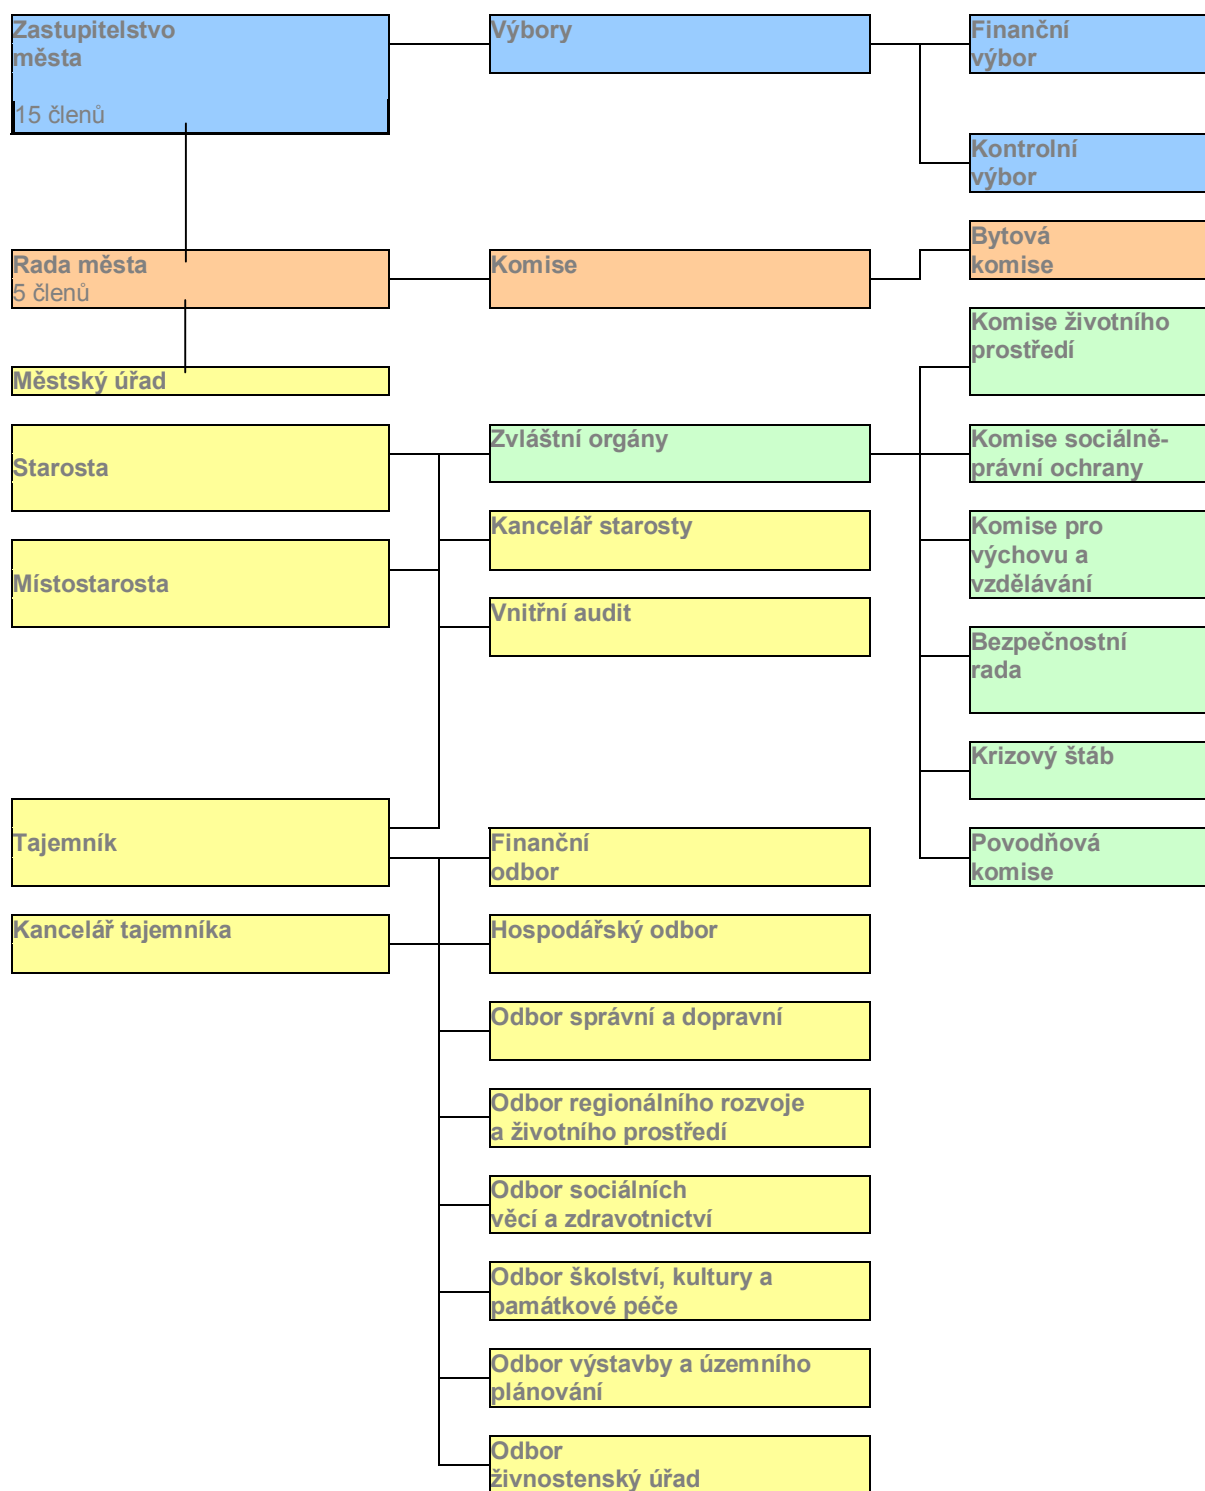 Zastupitelstvo
města
15 členů
Výbory
Finanční
výbor
Kontrolní
výbor
Rada města
5 členů
Komise
Bytová
komise
Komise životního
prostředí
Městský úřad
Starosta
Zvláštní orgány
Komise sociálně-
právní ochrany
Kancelář starosty
Komise pro
výchovu a
vzdělávání
Místostarosta
Vnitřní audit
Bezpečnostní
rada
Krizový štáb
Tajemník
Finanční
odbor
Povodňová
komise
Kancelář tajemníka
Hospodářský odbor
Odbor správní a dopravní
Odbor regionálního rozvoje
a životního prostředí
Odbor sociálních
věcí a zdravotnictví
Odbor školství, kultury a
památkové péče
Odbor výstavby a územního
plánování
Odbor
živnostenský úřad